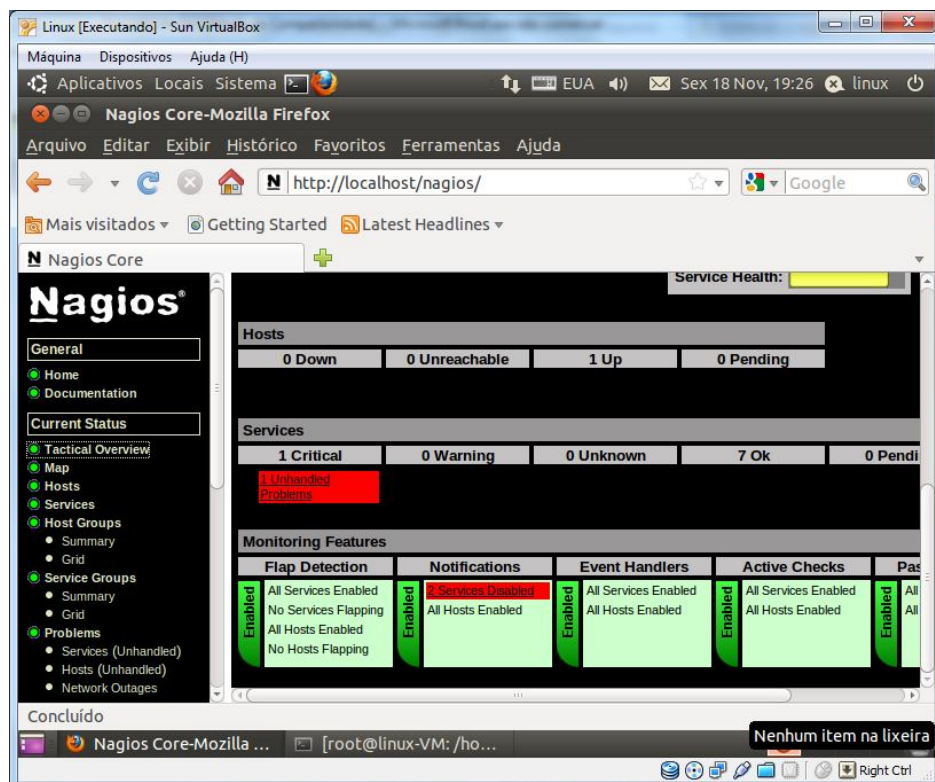 Linux [Executando] - Sun VirtualBox
Máquina Dispositivos Ajuda (H)
Aplicativos Locais Sistema EUA Sex 18 Nov, 19:26 linux
Nagios Core-Mozilla Firefox
Arquivo Editar Exibir Histórico Favoritos Ferramentas Ajuda
N http://localhost/nagios/ Google
Mais visitados Getting Started Latest Headlines
N Nagios Core
Nagios®
General
Home
Documentation
Current Status
Tactical Overview
Map
Hosts
Services
Host Groups
Summary
Grid
Service Groups
Summary
Grid
Problems
Services (Unhandled)
Hosts (Unhandled)
Network Outages
Service Health:
Hosts
0 Down 0 Unreachable 1 Up 0 Pending
Services
1 Critical 0 Warning 0 Unknown 7 Ok 0 Pendi
1 Unhandled
Problems
Monitoring Features
Flap Detection Notifications Event Handlers Active Checks Pas
Enabled Enabled Enabled Enabled Enabled
All Services Enabled 2 Services Disabled All Services Enabled All Services Enabled All
No Services Flapping All Hosts Enabled All Hosts Enabled All Hosts Enabled All
All Hosts Enabled
No Hosts Flapping
Concluído
Nenhum item na lixeira
Nagios Core-Mozilla ... [root@linux-VM: /ho...
Right Ctrl